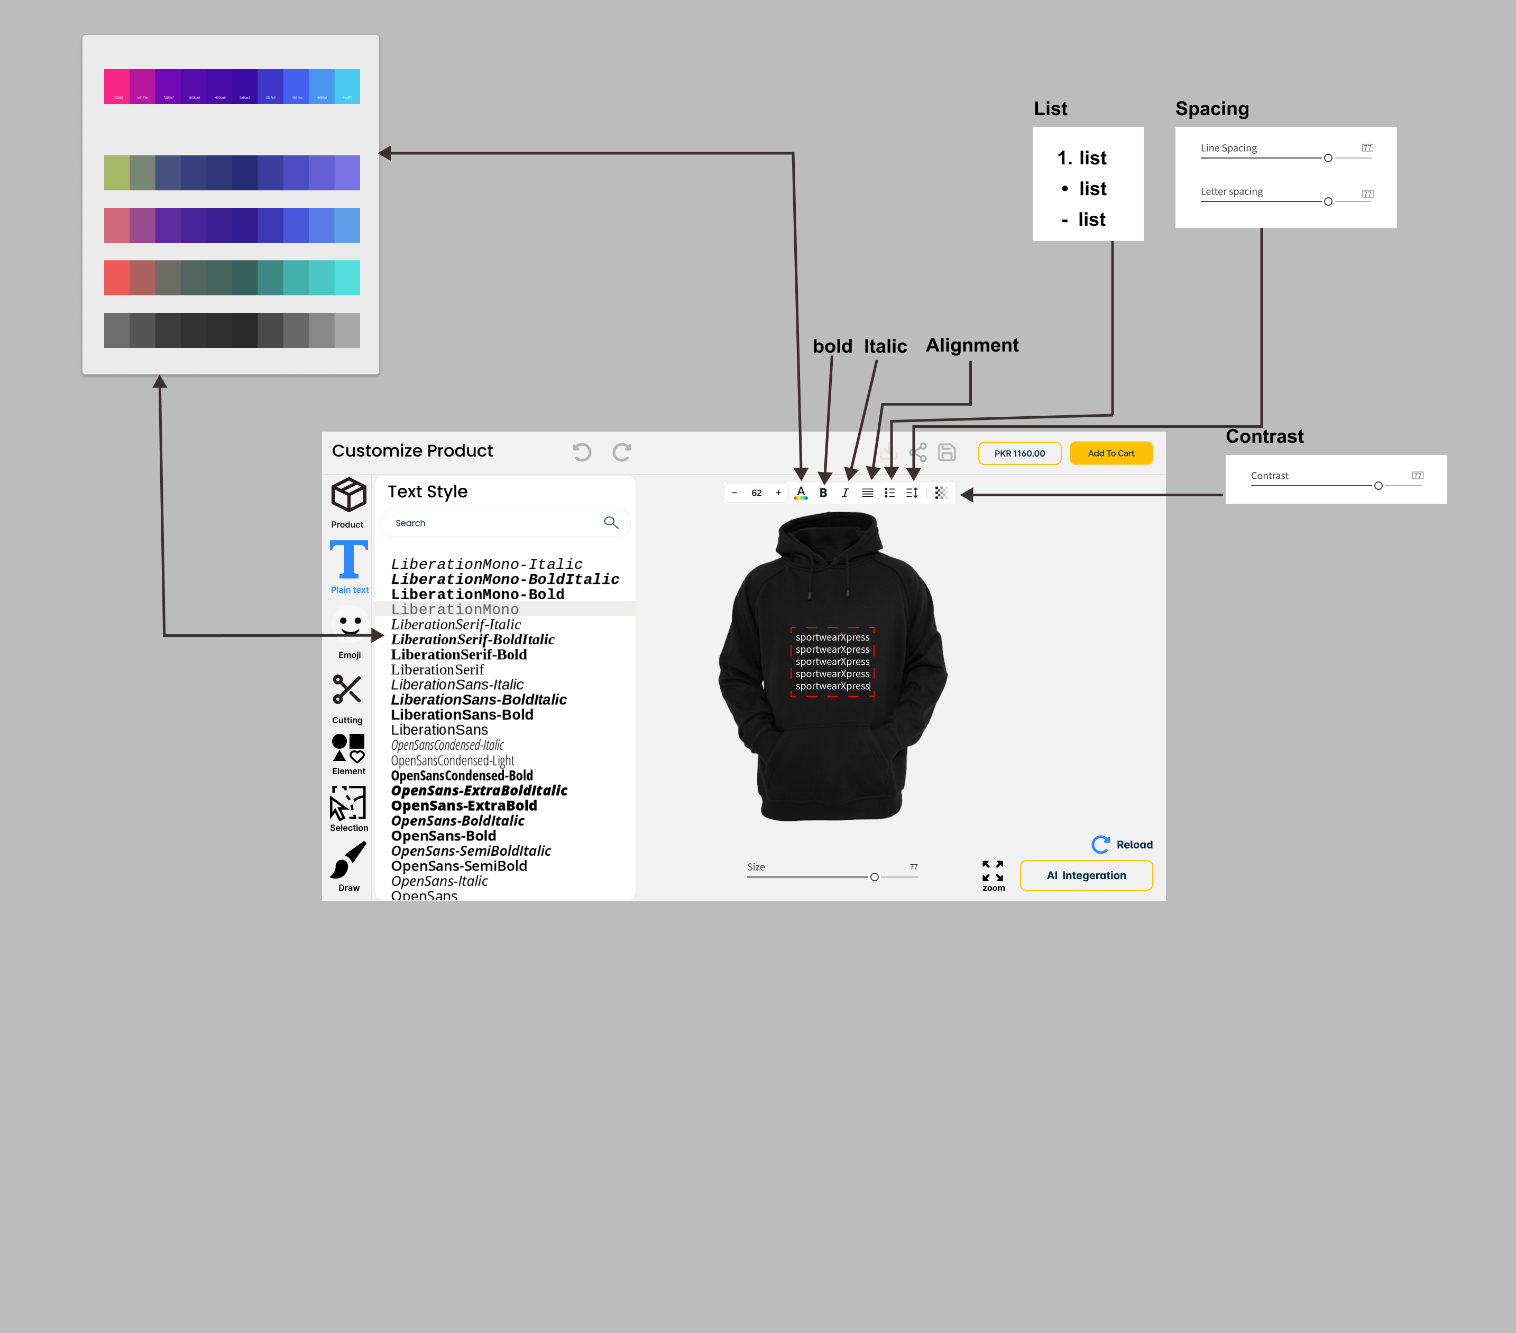 List
Spacing
1. list
• list
- list
Line Spacing
77
Letter spacing
77
bold
Italic
Alignment
Contrast
Contrast
77
Customize Product
PKR 1160.00
Add To Cart
Product
Plain text
Emoji
Cutting
Element
Selection
Draw
Text Style
Search
LiberationMono-Italic
LiberationMono-BoldItalic
LiberationMono-Bold
LiberationMono
LiberationSerif-Italic
LiberationSerif-BoldItalic
LiberationSerif-Bold
LiberationSerif
LiberationSans-Italic
LiberationSans-BoldItalic
LiberationSans-Bold
LiberationSans
OpenSansCondensed-Italic
OpenSansCondensed-Light
OpenSansCondensed-Bold
OpenSans-ExtraBoldItalic
OpenSans-ExtraBold
OpenSans-BoldItalic
OpenSans-Bold
OpenSans-SemiBoldItalic
OpenSans-SemiBold
OpenSans-Italic
OpenSans
− 62 + A B I
sportwearXpress
sportwearXpress
sportwearXpress
sportwearXpress
sportwearXpress
Size
77
zoom
Reload
AI Integeration